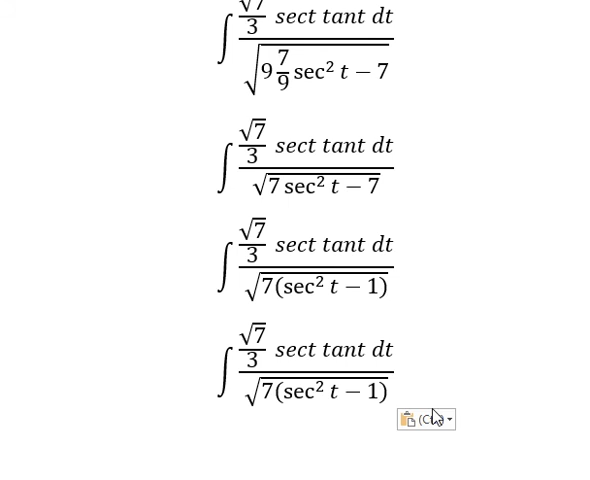 ∫ (√7/3 sect tant dt) / √(9 7/9 sec² t − 7)
∫ (√7/3 sect tant dt) / √(7 sec² t − 7)
∫ (√7/3 sect tant dt) / √(7(sec² t − 1))
∫ (√7/3 sect tant dt) / √(7(sec² t − 1))